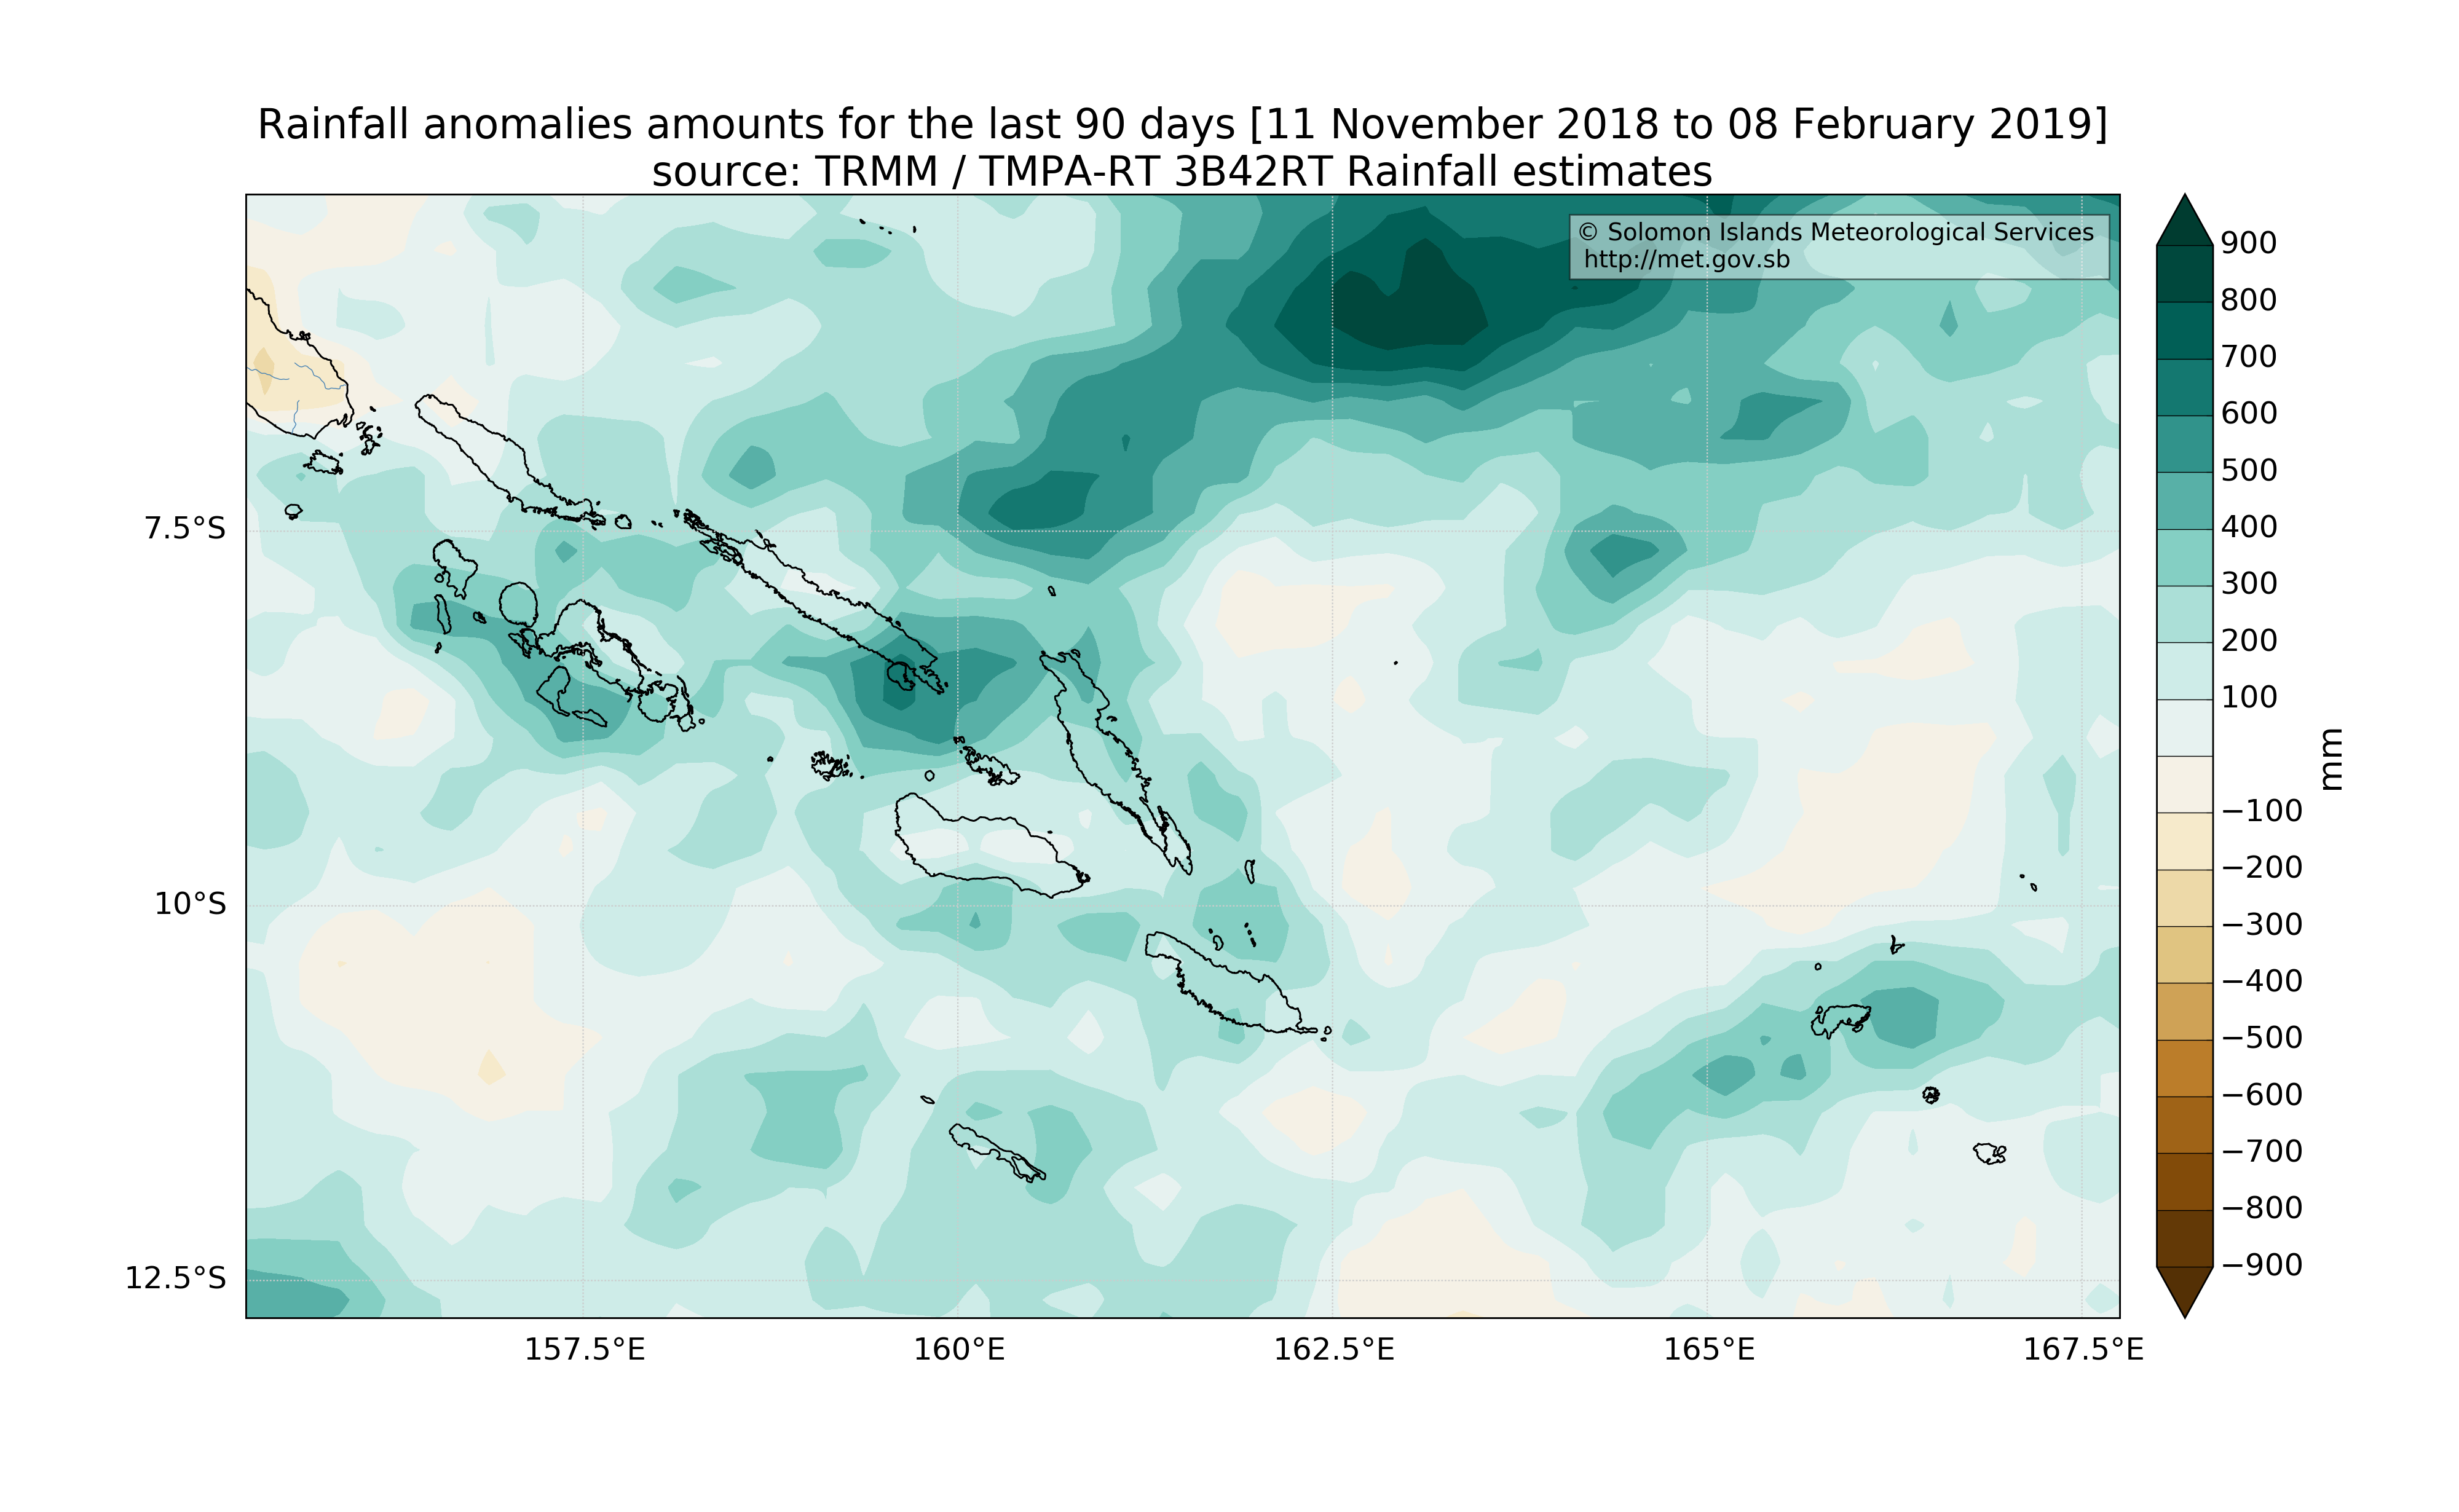 Rainfall anomalies amounts for the last 90 days [11 November 2018 to 08 February 2019]
source: TRMM / TMPA-RT 3B42RT Rainfall estimates
© Solomon Islands Meteorological Services
http://met.gov.sb
7.5°S
10°S
12.5°S
157.5°E
160°E
162.5°E
165°E
167.5°E
900
800
700
600
500
400
300
200
100
−100
−200
−300
−400
−500
−600
−700
−800
−900
mm